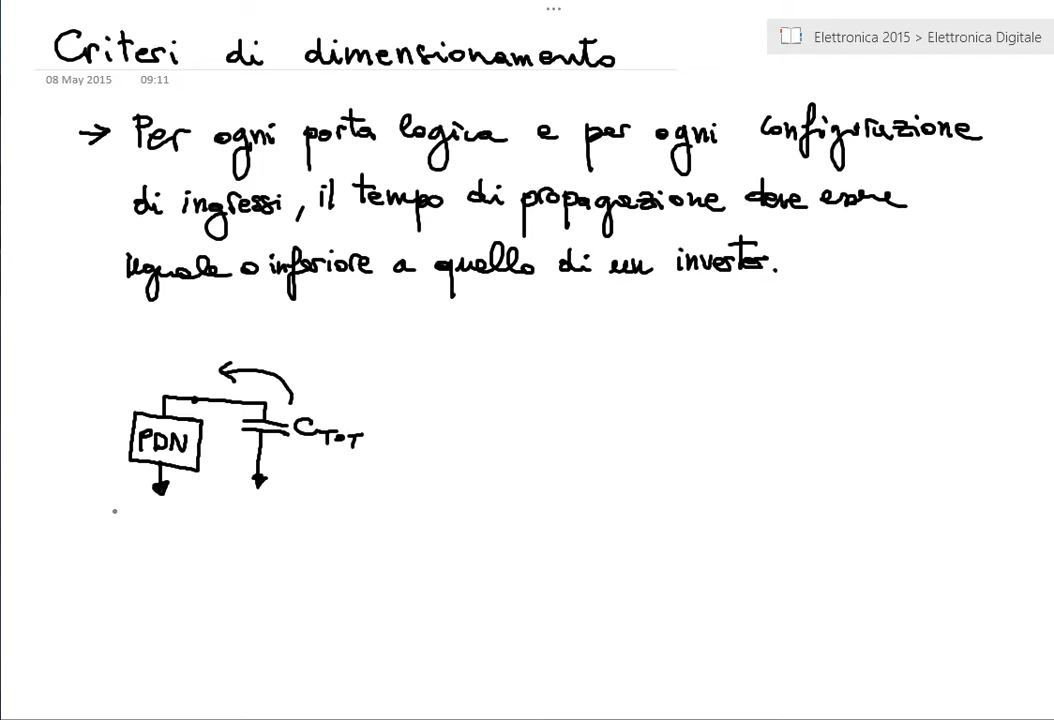 Elettronica 2015 > Elettronica Digitale
Criteri di dimensionamento
08 May 2015 09:11
→ Per ogni porta logica e per ogni configurazione
di ingressi, il tempo di propagazione deve essere
uguale o inferiore a quello di un inverter.
PDN
CTOT